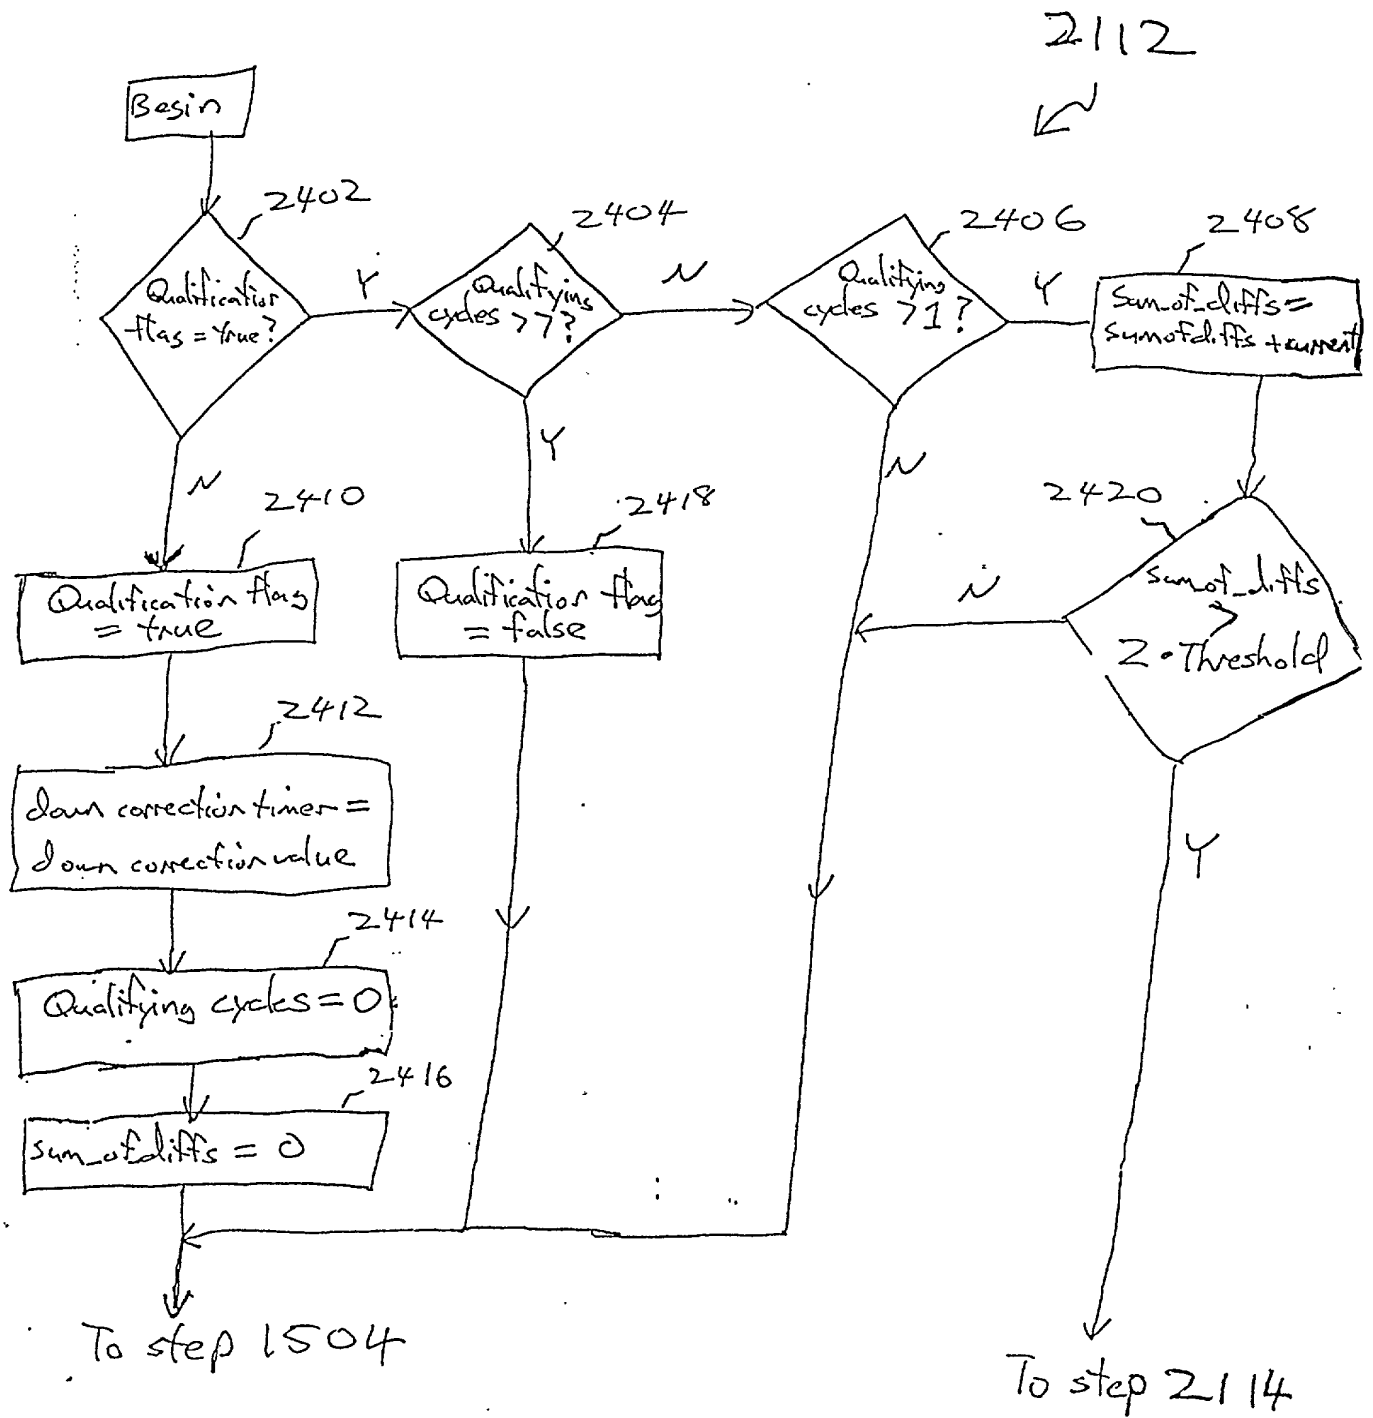 2112
Begin
2402
2404
2406
2408
Qualification
flag = true?
Y
Qualifying
cycles > 7?
N
Qualifying
cycles > 1?
Y
Sum_of_diffs =
sumofdiffs + current
N
Y
N
2410
2418
2420
Qualification flag
= true
Qualification flag
= false
N
sumof_diffs
>
2 • Threshold
2412
down correction timer =
down correction value
Y
2414
Qualifying cycles = 0
2416
sum_of_diffs = 0
To step 1504
To step 2114